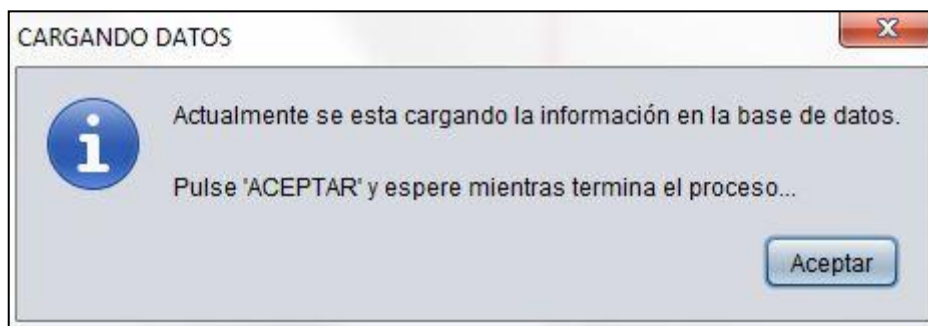 CARGANDO DATOS
Actualmente se esta cargando la información en la base de datos.
Pulse 'ACEPTAR' y espere mientras termina el proceso...
Aceptar